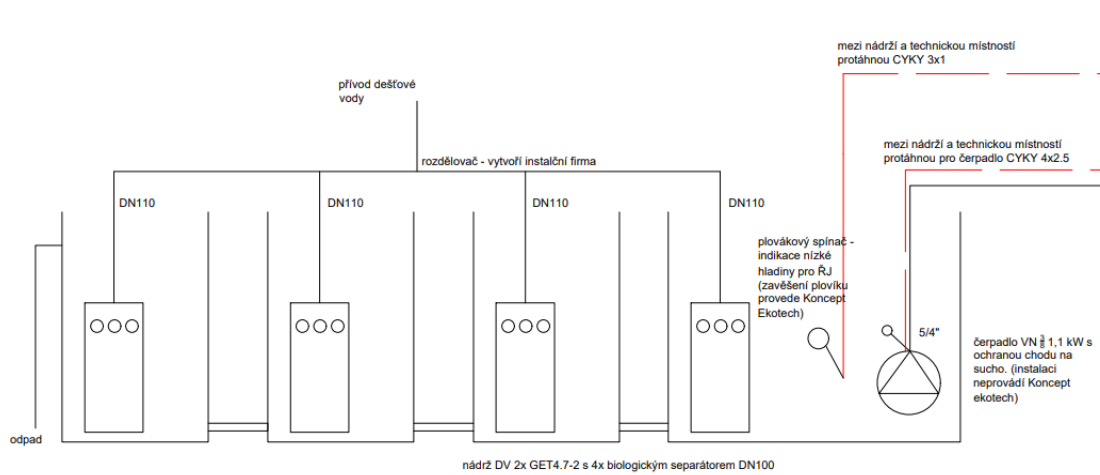 mezi nádrží a technickou místností
protáhnou CYKY 3x1
přívod dešťové
vody
mezi nádrží a technickou místností
protáhnou pro čerpadlo CYKY 4x2.5
rozdělovač - vytvoří instalční firma
DN110
DN110
DN110
DN110
plovákový spínač -
indikace nízké
hladiny pro ŘJ
(zavěšení plovíku
provede Koncept
Ekotech)
5/4"
čerpadlo VN 1,1 kW s
ochranou chodu na
sucho. (instalaci
neprovádí Koncept
ekotech)
odpad
nádrž DV 2x GET4.7-2 s 4x biologickým separátorem DN100